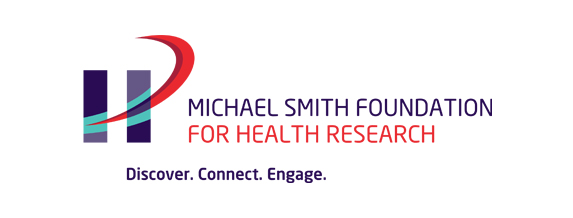 MICHAEL SMITH FOUNDATION
FOR HEALTH RESEARCH
Discover. Connect. Engage.